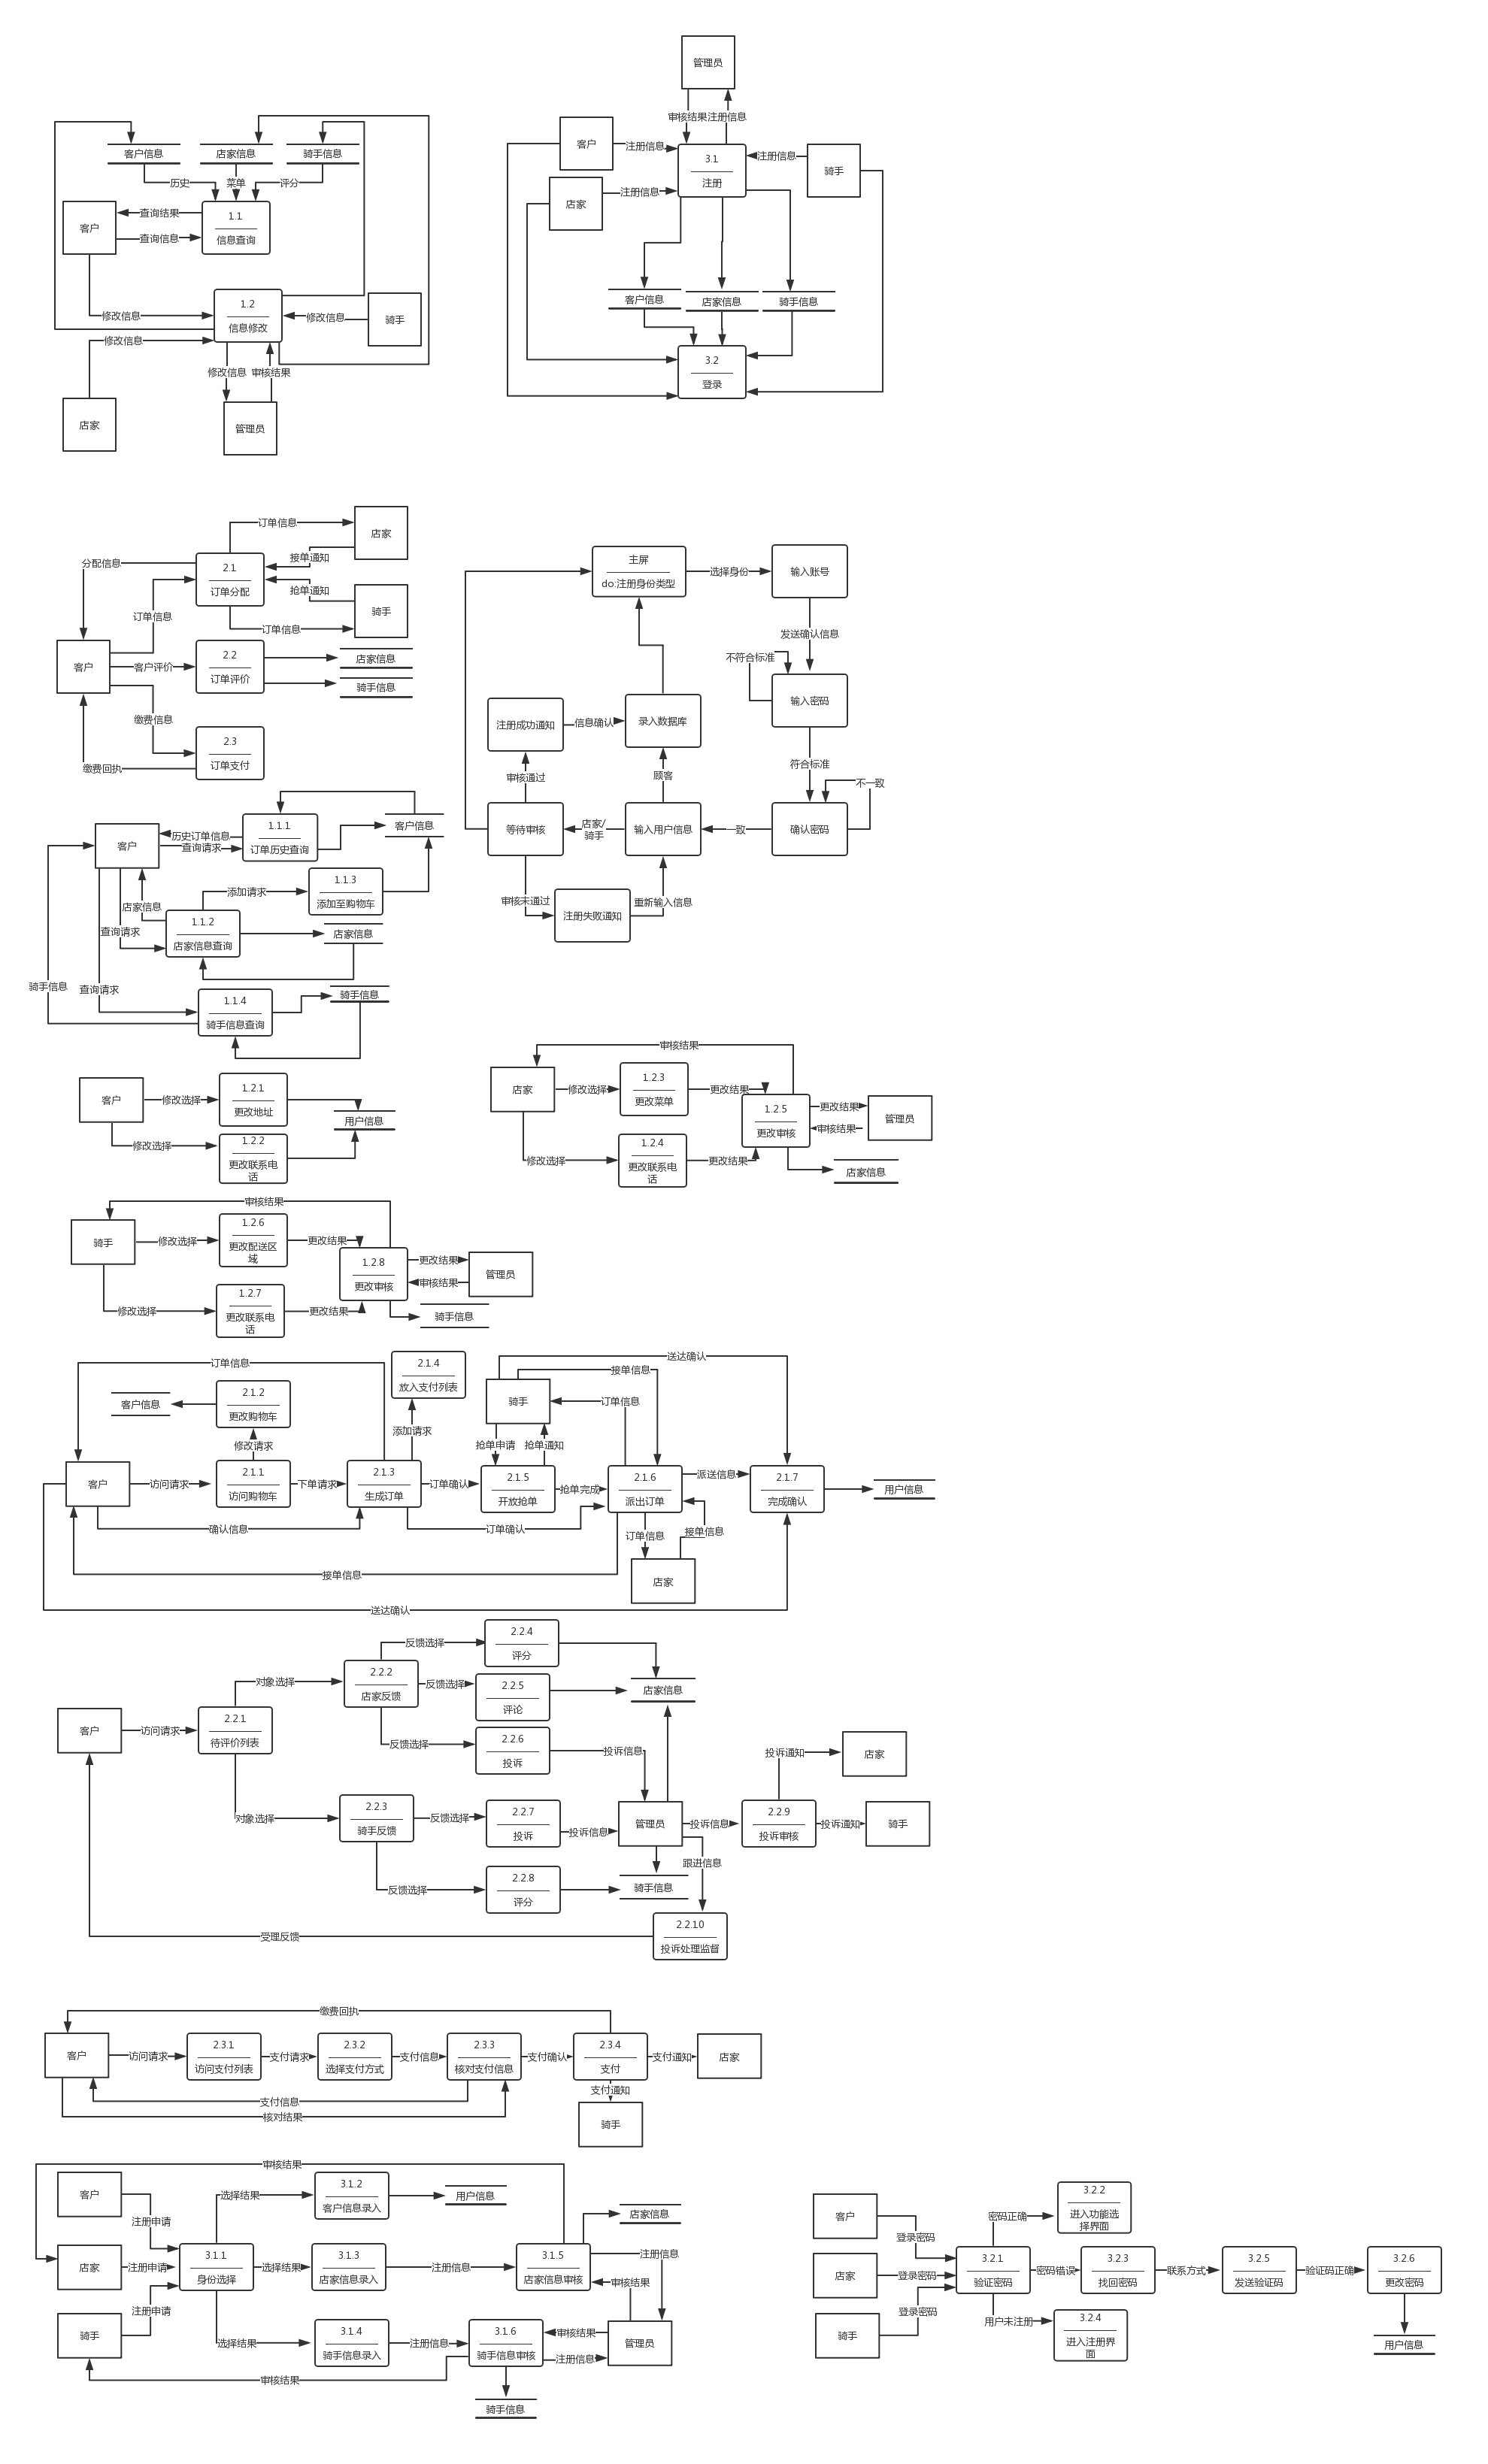 管理员
审核结果
注册信息
客户
注册信息
3.1
注册
注册信息
骑手
店家
注册信息
客户信息
店家信息
骑手信息
3.2
登录
客户信息
店家信息
骑手信息
历史
菜单
评分
客户
查询结果
查询信息
1.1
信息查询
1.2
信息修改
修改信息
修改信息
骑手
修改信息
修改信息
审核结果
店家
管理员
订单信息
店家
分配信息
2.1
订单分配
接单通知
抢单通知
骑手
订单信息
订单信息
客户
客户评价
2.2
订单评价
店家信息
骑手信息
缴费信息
2.3
订单支付
缴费回执
主屏
do:注册身份类型
选择身份
输入账号
发送确认信息
不符合标准
输入密码
注册成功通知
信息确认
录入数据库
符合标准
审核通过
顾客
不一致
等待审核
店家/
骑手
输入用户信息
一致
确认密码
审核未通过
注册失败通知
重新输入信息
客户
历史订单信息
查询请求
1.1.1
订单历史查询
客户信息
添加请求
1.1.3
添加至购物车
店家信息
查询请求
1.1.2
店家信息查询
店家信息
骑手信息
查询请求
1.1.4
骑手信息查询
骑手信息
客户
修改选择
1.2.1
更改地址
用户信息
修改选择
1.2.2
更改联系电
话
审核结果
店家
修改选择
1.2.3
更改菜单
更改结果
1.2.5
更改审核
更改结果
审核结果
管理员
修改选择
1.2.4
更改联系电
话
更改结果
店家信息
审核结果
骑手
修改选择
1.2.6
更改配送区
域
更改结果
1.2.8
更改审核
更改结果
审核结果
管理员
修改选择
1.2.7
更改联系电
话
更改结果
骑手信息
订单信息
2.1.4
放入支付列表
送达确认
接单信息
客户信息
2.1.2
更改购物车
骑手
订单信息
修改请求
添加请求
抢单申请
抢单通知
客户
访问请求
2.1.1
访问购物车
下单请求
2.1.3
生成订单
订单确认
2.1.5
开放抢单
抢单完成
2.1.6
派出订单
派送信息
2.1.7
完成确认
用户信息
确认信息
订单确认
订单信息
接单信息
接单信息
店家
送达确认
反馈选择
2.2.4
评分
对象选择
2.2.2
店家反馈
反馈选择
2.2.5
评论
店家信息
客户
访问请求
2.2.1
待评价列表
反馈选择
2.2.6
投诉
投诉信息
投诉通知
店家
对象选择
2.2.3
骑手反馈
反馈选择
2.2.7
投诉
投诉信息
管理员
投诉信息
2.2.9
投诉审核
投诉通知
骑手
跟进信息
反馈选择
2.2.8
评分
骑手信息
受理反馈
2.2.10
投诉处理监督
缴费回执
客户
访问请求
2.3.1
访问支付列表
支付请求
2.3.2
选择支付方式
支付信息
2.3.3
核对支付信息
支付确认
2.3.4
支付
支付通知
店家
支付信息
核对结果
支付通知
骑手
审核结果
客户
选择结果
3.1.2
客户信息录入
用户信息
注册申请
店家信息
店家
注册申请
3.1.1
身份选择
选择结果
3.1.3
店家信息录入
注册信息
3.1.5
店家信息审核
注册信息
审核结果
注册申请
骑手
选择结果
3.1.4
骑手信息录入
注册信息
3.1.6
骑手信息审核
审核结果
注册信息
管理员
审核结果
骑手信息
客户
登录密码
密码正确
3.2.2
进入功能选
择界面
店家
登录密码
3.2.1
验证密码
密码错误
3.2.3
找回密码
联系方式
3.2.5
发送验证码
验证码正确
3.2.6
更改密码
登录密码
骑手
用户未注册
3.2.4
进入注册界
面
用户信息